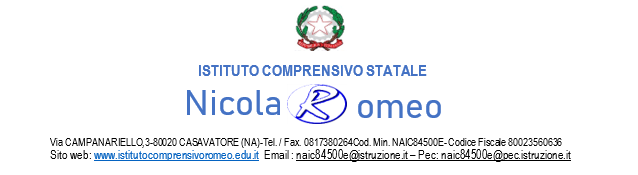 ISTITUTO COMPRENSIVO STATALE
Nicola Romeo
Via CAMPANARIELLO,3-80020 CASAVATORE (NA)-Tel. / Fax. 0817380264Cod. Min. NAIC84500E- Codice Fiscale 80023560636
Sito web: www.istitutocomprensivoromeo.edu.it Email : naic84500e@istruzione.it – Pec: naic84500e@pec.istruzione.it